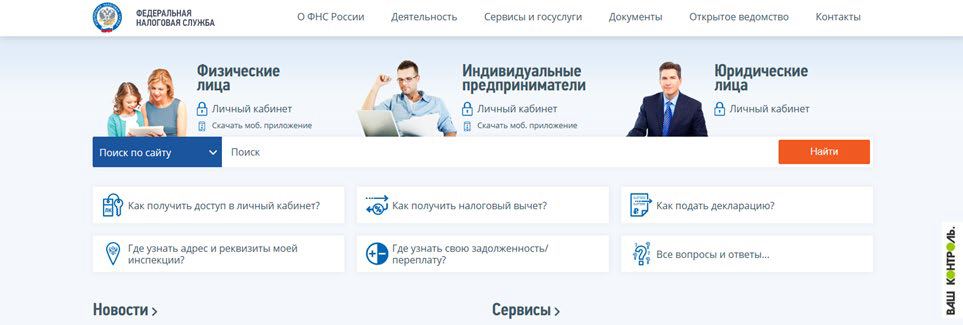 ФЕДЕРАЛЬНАЯ
НАЛОГОВАЯ СЛУЖБА
О ФНС России
Деятельность
Сервисы и госуслуги
Документы
Открытое ведомство
Контакты
Физические
лица
Личный кабинет
Скачать моб. приложение
Индивидуальные
предприниматели
Личный кабинет
Скачать моб. приложение
Юридические
лица
Личный кабинет
Поиск по сайту
Поиск
Найти
Как получить доступ в личный кабинет?
Как получить налоговый вычет?
Как подать декларацию?
Где узнать адрес и реквизиты моей
инспекции?
Где узнать свою задолженность/
переплату?
Все вопросы и ответы...
ВАШ КОНТРОЛЬ.
Новости
Сервисы